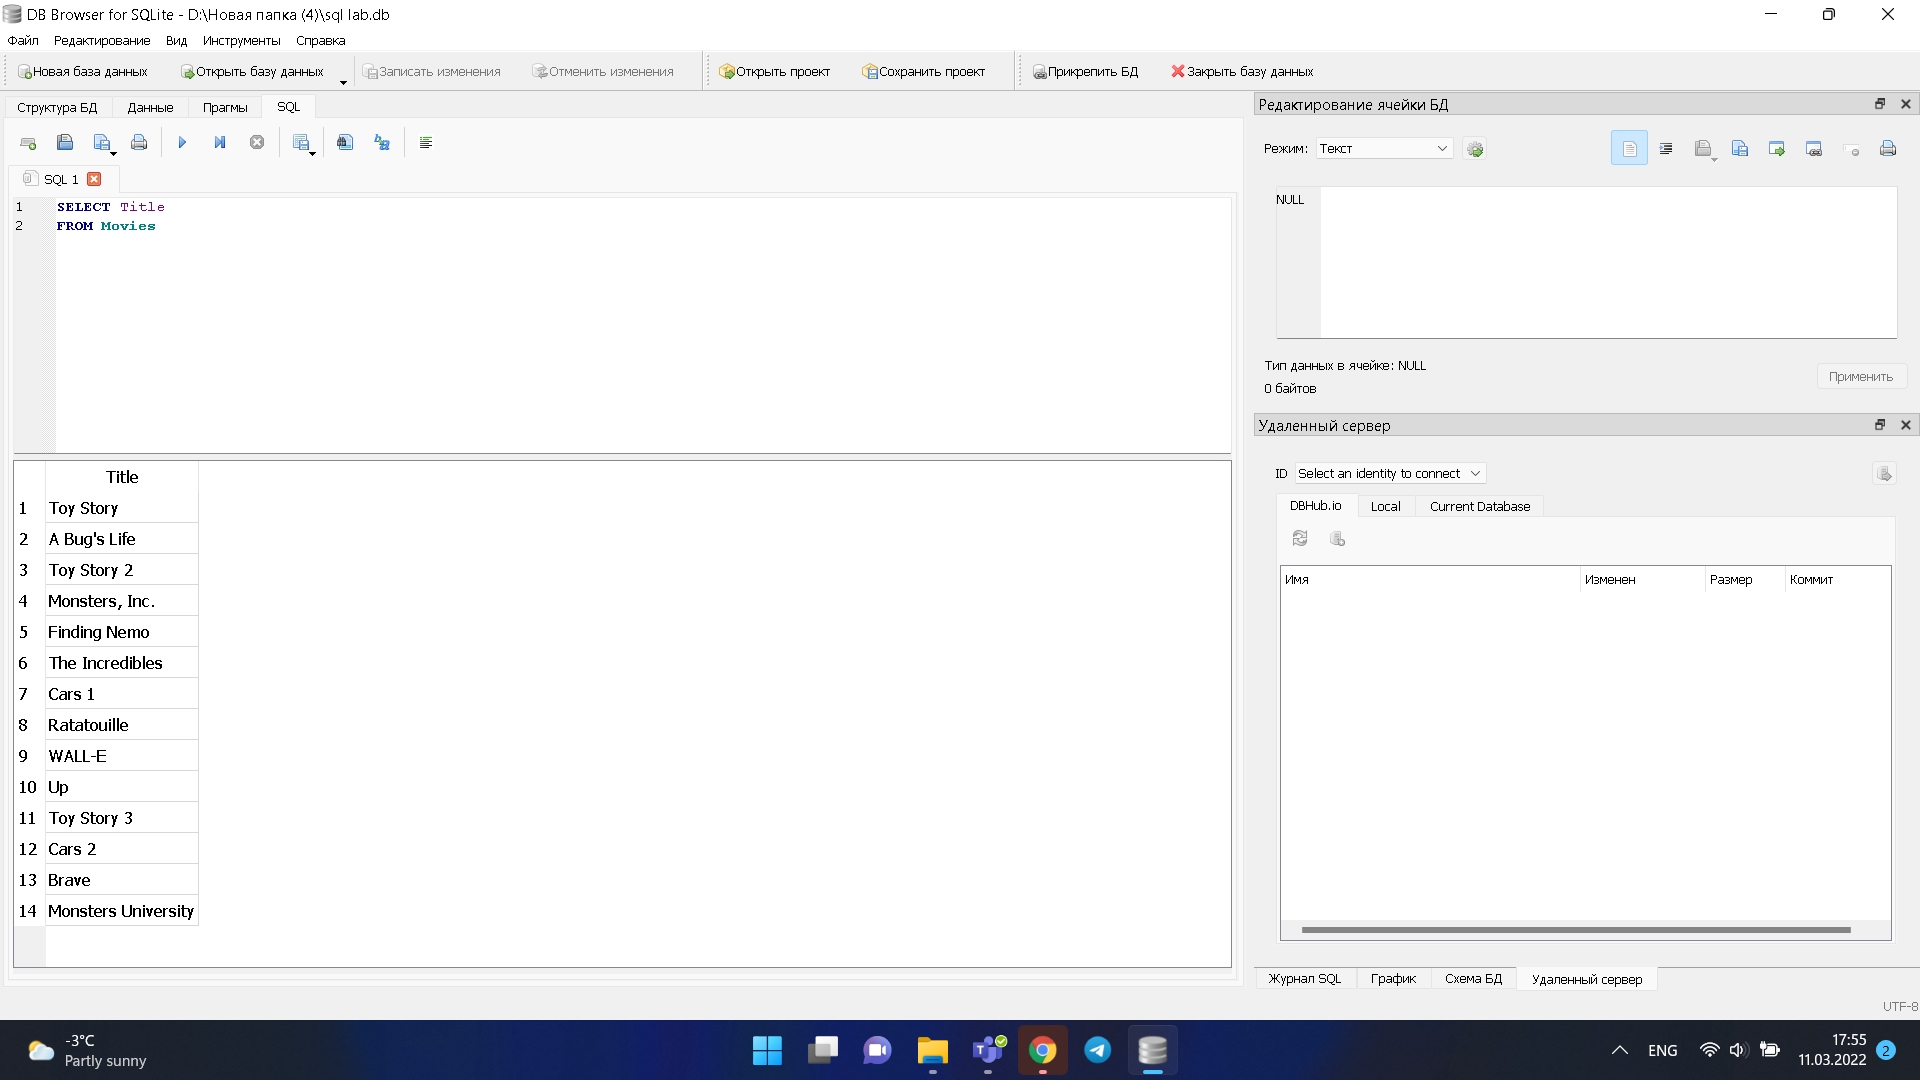 DB Browser for SQLite - D:\Новая папка (4)\sql lab.db
Файл Редактирование Вид Инструменты Справка
Новая база данных Открыть базу данных Записать изменения Отменить изменения Открыть проект Сохранить проект Прикрепить БД Закрыть базу данных
Структура БД Данные Прагмы SQL
SQL 1
1 SELECT Title
2 FROM Movies
Title
1 Toy Story
2 A Bug's Life
3 Toy Story 2
4 Monsters, Inc.
5 Finding Nemo
6 The Incredibles
7 Cars 1
8 Ratatouille
9 WALL-E
10 Up
11 Toy Story 3
12 Cars 2
13 Brave
14 Monsters University
Редактирование ячейки БД
Режим: Текст
NULL
Тип данных в ячейке: NULL
0 байтов
Применить
Удаленный сервер
ID Select an identity to connect
DBHub.io Local Current Database
Имя Изменен Размер Коммит
Журнал SQL График Схема БД Удаленный сервер
UTF-8
-3°C
Partly sunny
ENG
17:55
11.03.2022
2